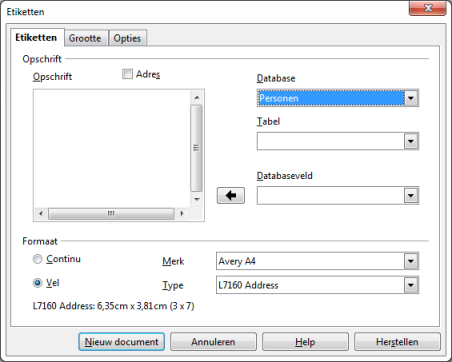 Etiketten
Etiketten Grootte Opties
Opschrift
Opschrift Adres Database
Personen
Tabel
Databaseveld
Formaat
Continu Merk Avery A4
Vel Type L7160 Address
L7160 Address: 6,35cm x 3,81cm (3 x 7)
Nieuw document Annuleren Help Herstellen